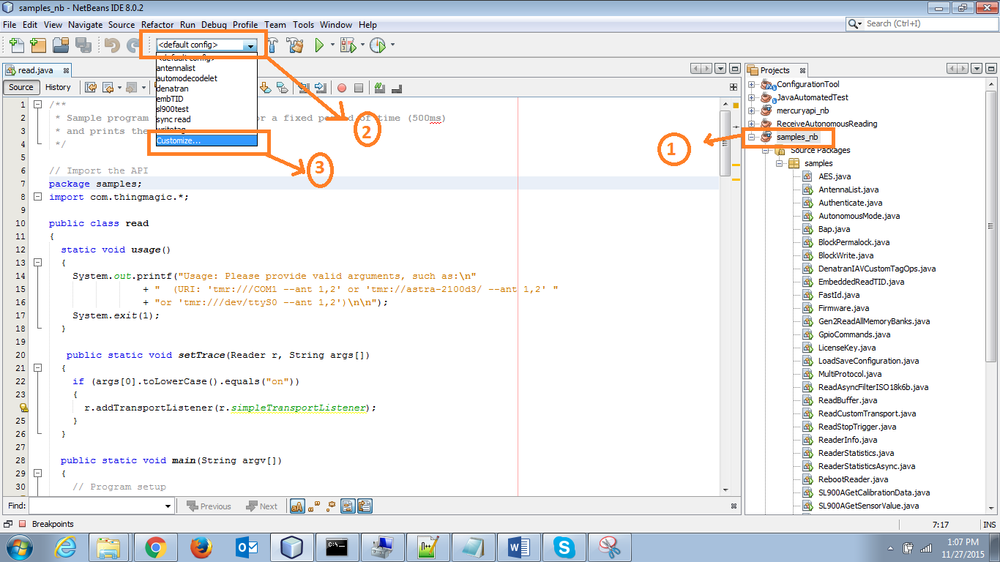 samples_nb - NetBeans IDE 8.0.2
File Edit View Navigate Source Refactor Run Debug Profile Team Tools Window Help
Search (Ctrl+I)
<default config>
<default config>
antennalist
automodecodelet
denatran
embTID
sl900test
sync read
writetag
Customize...
1
2
3
read.java
Source History
1 /**
2 * Sample program or a fixed period of time (500ms)
3 * and prints the
4 */
5
6 // Import the API
7 package samples;
8 import com.thingmagic.*;
9
10 public class read
11 {
12 static void usage()
13 {
14 System.out.printf("Usage: Please provide valid arguments, such as:\n"
15 + " (URI: 'tmr:///COM1 --ant 1,2' or 'tmr://astra-2100d3/ --ant 1,2' "
16 + "or 'tmr:///dev/ttyS0 --ant 1,2')\n\n");
17 System.exit(1);
18 }
19
20 public static void setTrace(Reader r, String args[])
21 {
22 if (args[0].toLowerCase().equals("on"))
23 {
r.addTransportListener(r.simpleTransportListener);
25 }
26 }
27
28 public static void main(String argv[])
29 {
30 // Program setup
Projects
ConfigurationTool
JavaAutomatedTest
mercuryapi_nb
ReceiveAutonomousReading
samples_nb
Source Packages
samples
AES.java
AntennaList.java
Authenticate.java
AutonomousMode.java
Bap.java
BlockPermalock.java
BlockWrite.java
DenatranIAVCustomTagOps.java
EmbeddedReadTID.java
FastId.java
Firmware.java
Gen2ReadAllMemoryBanks.java
GpioCommands.java
LicenseKey.java
LoadSaveConfiguration.java
MultiProtocol.java
ReadAsyncFilterISO18k6b.java
ReadBuffer.java
ReadCustomTransport.java
ReadStopTrigger.java
ReaderInfo.java
ReaderStatistics.java
ReaderStatisticsAsync.java
RebootReader.java
SL900AGetCalibrationData.java
SL900AGetSensorValue.java
Find: Previous Next
Breakpoints
7:17 INS
1:07 PM
11/27/2015